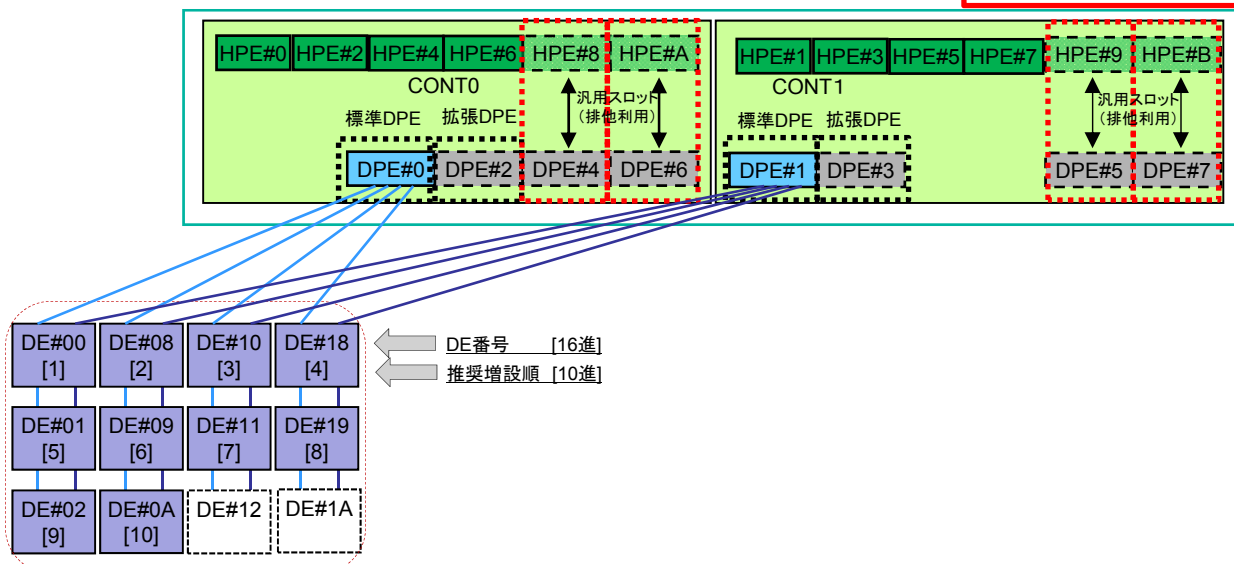 HPE#0 HPE#2 HPE#4 HPE#6 HPE#8 HPE#A
CONT0
汎用スロット
(排他利用)
標準DPE 拡張DPE
DPE#0 DPE#2 DPE#4 DPE#6
HPE#1 HPE#3 HPE#5 HPE#7 HPE#9 HPE#B
CONT1
汎用スロット
(排他利用)
標準DPE 拡張DPE
DPE#1 DPE#3 DPE#5 DPE#7
DE#00 DE#08 DE#10 DE#18
[1] [2] [3] [4]
DE番号 [16進]
推奨増設順 [10進]
DE#01 DE#09 DE#11 DE#19
[5] [6] [7] [8]
DE#02 DE#0A DE#12 DE#1A
[9] [10]